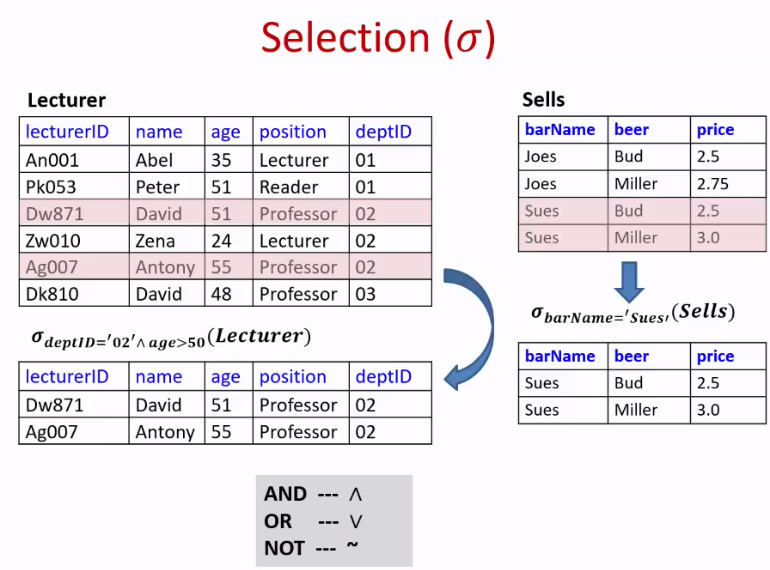 Selection (σ)
Lecturer
lecturerID name age position deptID
An001 Abel 35 Lecturer 01
Pk053 Peter 51 Reader 01
Dw871 David 51 Professor 02
Zw010 Zena 24 Lecturer 02
Ag007 Antony 55 Professor 02
Dk810 David 48 Professor 03
σdeptID='02'∧ age>50(Lecturer)
lecturerID name age position deptID
Dw871 David 51 Professor 02
Ag007 Antony 55 Professor 02
Sells
barName beer price
Joes Bud 2.5
Joes Miller 2.75
Sues Bud 2.5
Sues Miller 3.0
σbarName='Sues'(Sells)
barName beer price
Sues Bud 2.5
Sues Miller 3.0
AND --- ∧
OR --- ∨
NOT --- ~